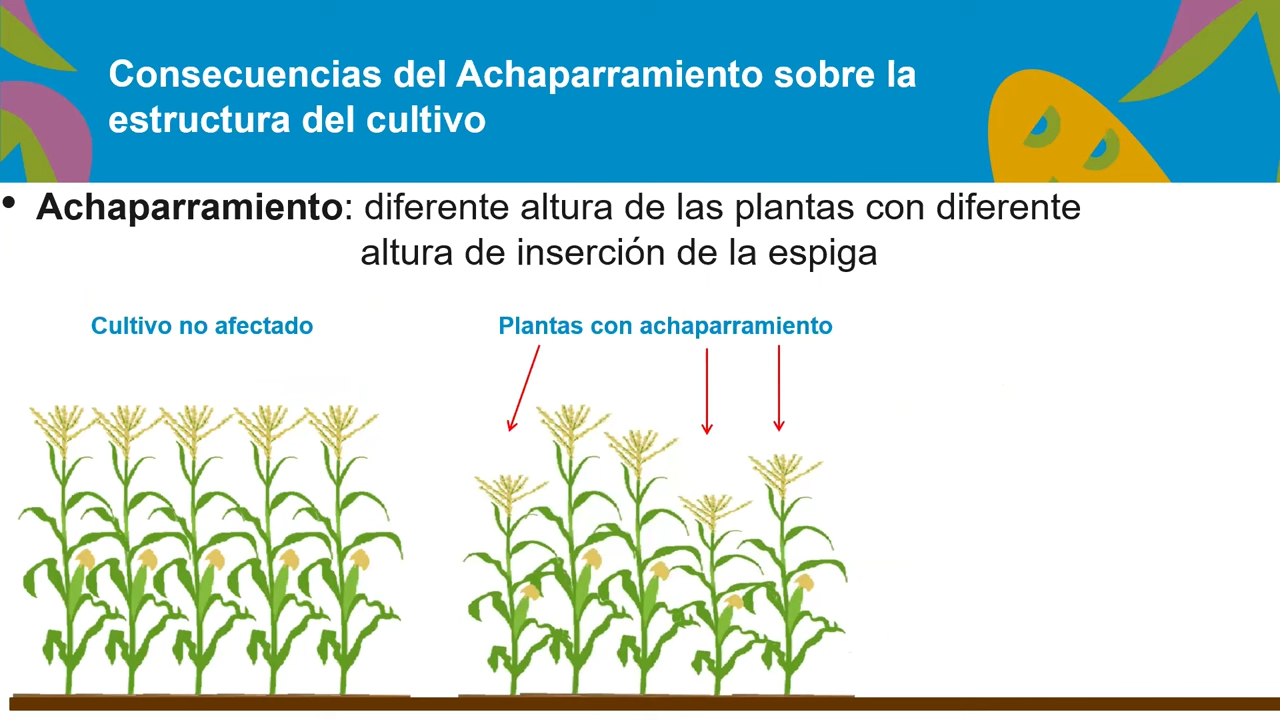 Consecuencias del Achaparramiento sobre la
estructura del cultivo
• Achaparramiento: diferente altura de las plantas con diferente
altura de inserción de la espiga
Cultivo no afectado
Plantas con achaparramiento